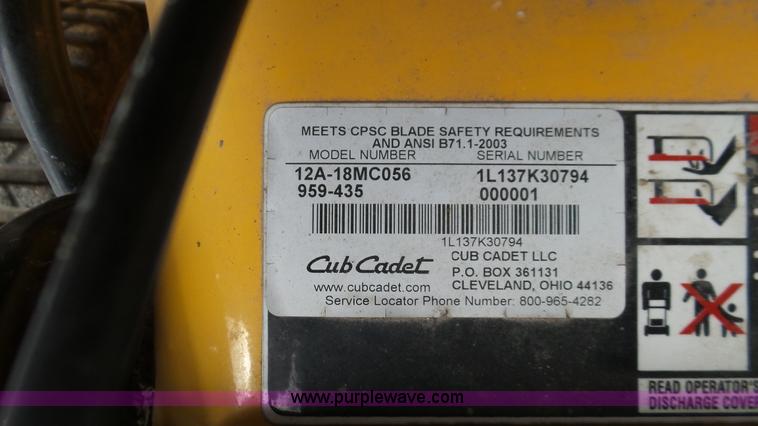 MEETS CPSC BLADE SAFETY REQUIREMENTS
AND ANSI B71.1-2003
MODEL NUMBER SERIAL NUMBER
12A-18MC056 1L137K30794
959-435 000001
1L137K30794
Cub Cadet
CUB CADET LLC
P.O. BOX 361131
www.cubcadet.com CLEVELAND, OHIO 44136
Service Locator Phone Number: 800-965-4282
READ OPERATOR'S
DISCHARGE COVER
www.purplewave.com